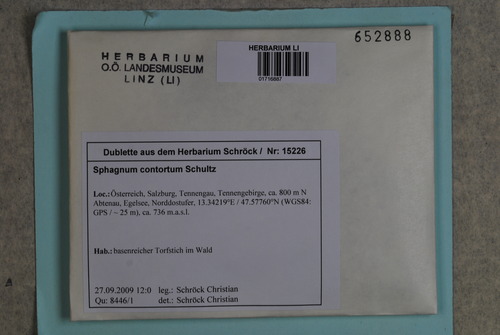 HERBARIUM
O.Ö. LANDESMUSEUM
LINZ (LI)
HERBARIUM LI
01716887
652888
Dublette aus dem Herbarium Schröck / Nr: 15226
Sphagnum contortum Schultz
Loc.: Österreich, Salzburg, Tennengau, Tennengebirge, ca. 800 m N
Abtenau, Egelsee, Norddostufer, 13.34219°E / 47.57760°N (WGS84:
GPS / ~ 25 m), ca. 736 m.a.s.l.
Hab.: basenreicher Torfstich im Wald
27.09.2009 12:0 leg.: Schröck Christian
Qu: 8446/1 det.: Schröck Christian